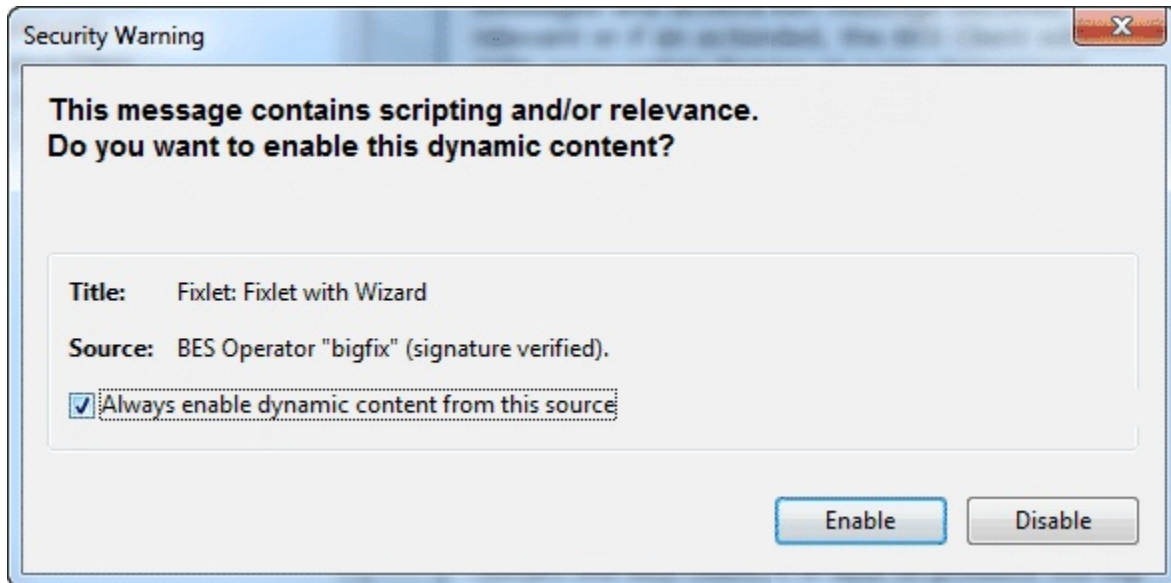 Security Warning
This message contains scripting and/or relevance.
Do you want to enable this dynamic content?
Title: Fixlet: Fixlet with Wizard
Source: BES Operator "bigfix" (signature verified).
Always enable dynamic content from this source
Enable Disable